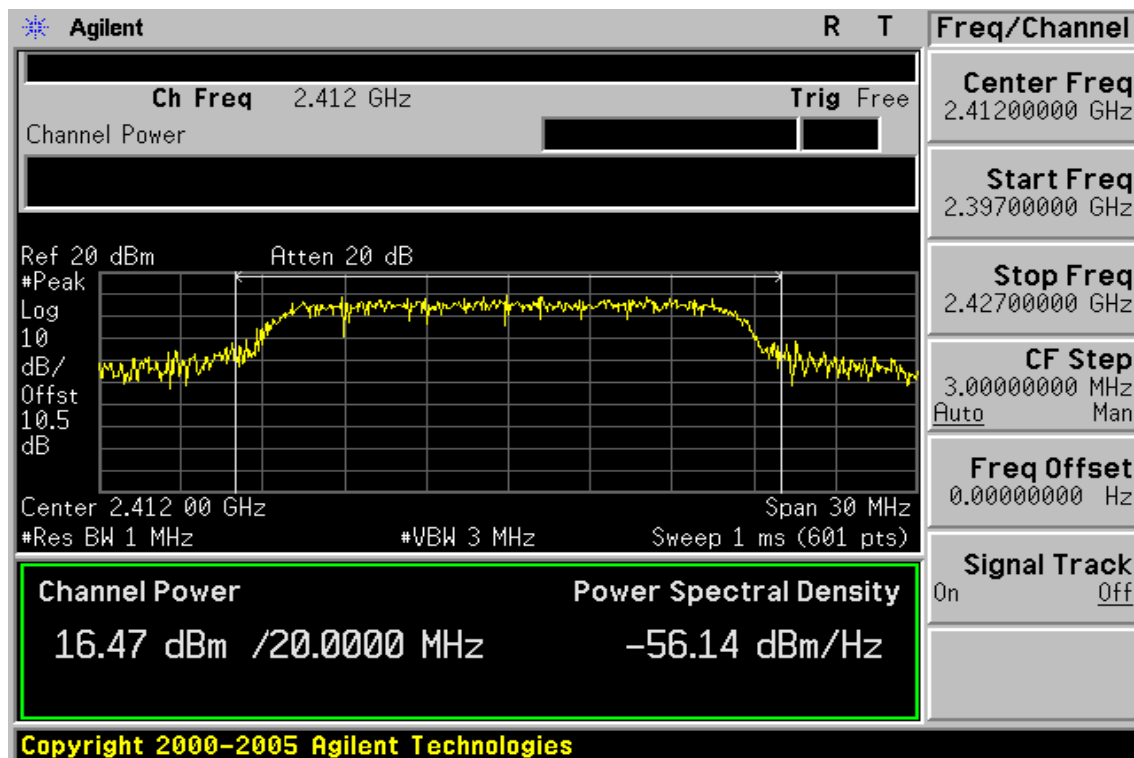 Agilent R T
Freq/Channel
Ch Freq 2.412 GHz Trig Free
Channel Power
Ref 20 dBm Atten 20 dB
#Peak
Log
10
dB/
Offst
10.5
dB
Center 2.412 00 GHz Span 30 MHz
#Res BW 1 MHz #VBW 3 MHz Sweep 1 ms (601 pts)
Channel Power Power Spectral Density
16.47 dBm /20.0000 MHz -56.14 dBm/Hz
Copyright 2000-2005 Agilent Technologies
Center Freq
2.41200000 GHz
Start Freq
2.39700000 GHz
Stop Freq
2.42700000 GHz
CF Step
3.00000000 MHz
Auto Man
Freq Offset
0.00000000 Hz
Signal Track
On Off